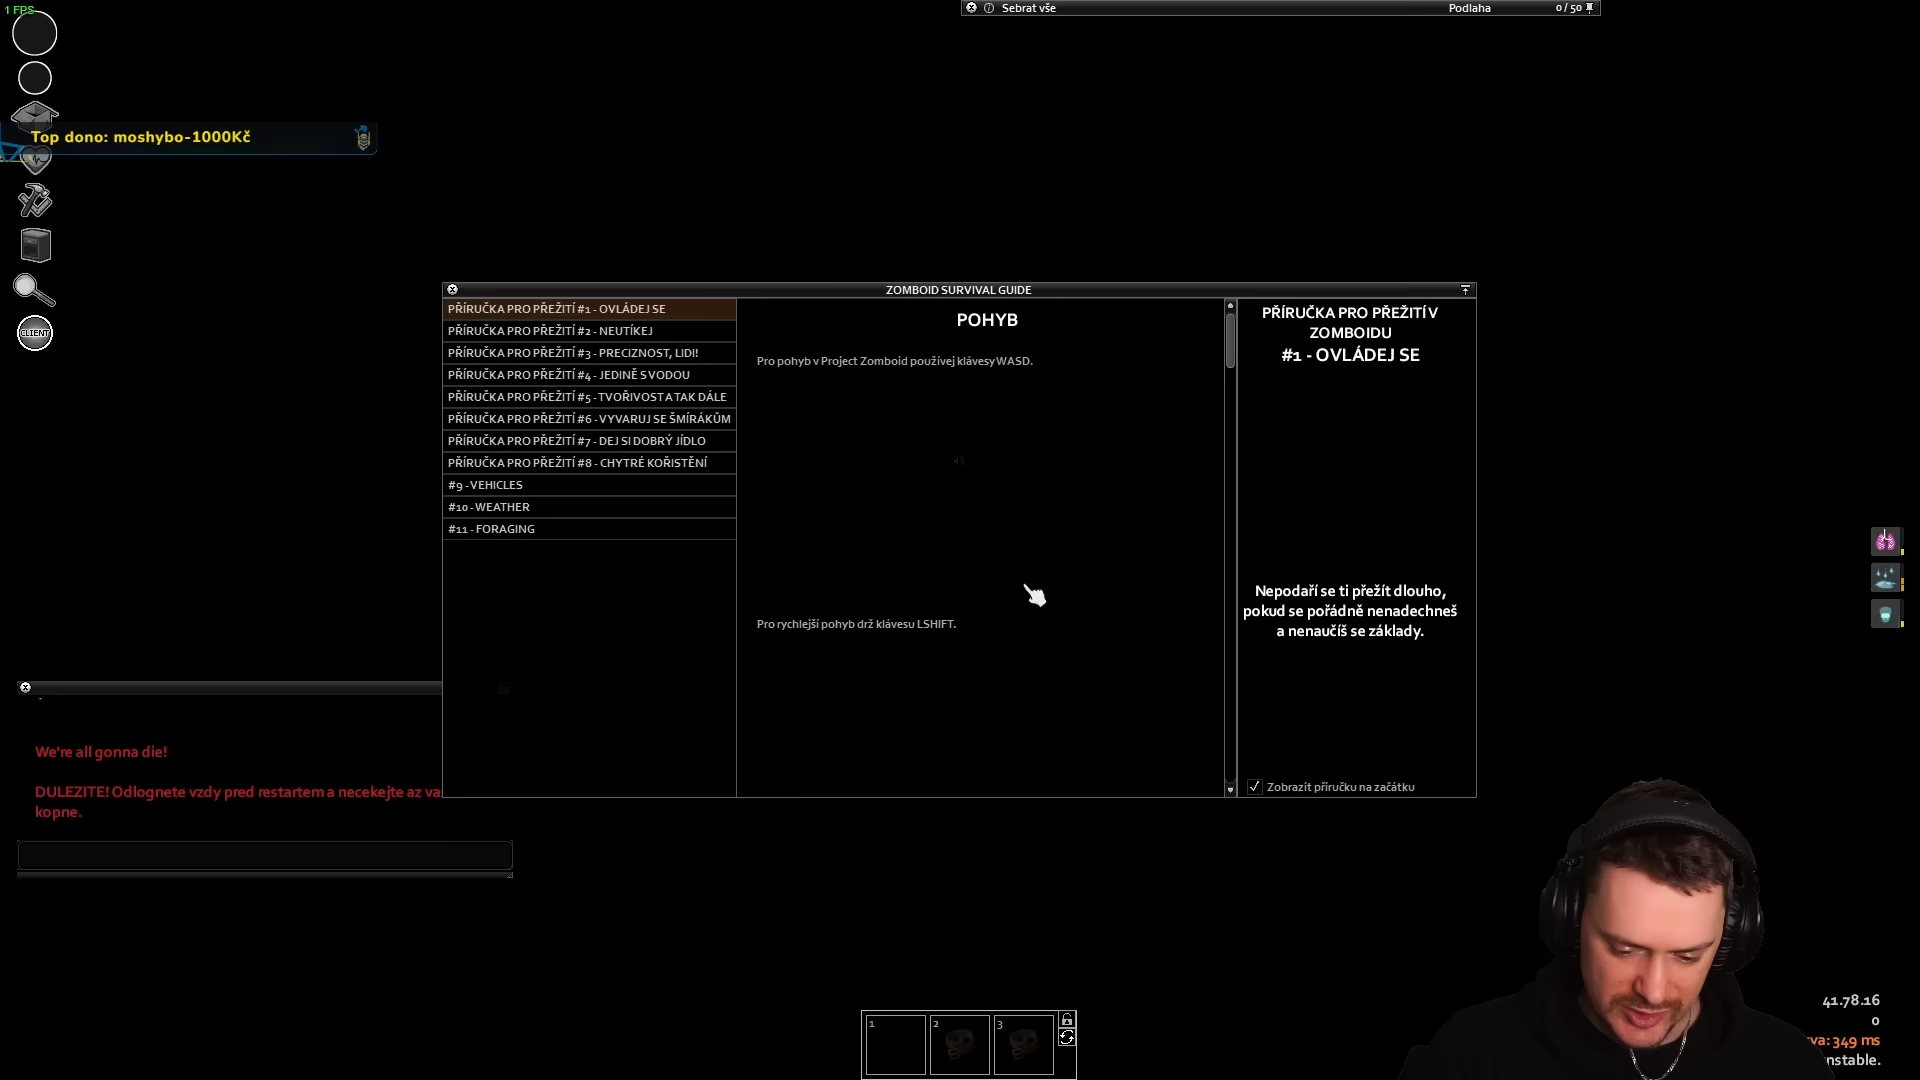 1 FPS
Sebrat vše
Podlaha
0 / 50
Top dono: moshybo-1000Kč
CLIENT
ZOMBOID SURVIVAL GUIDE
PŘÍRUČKA PRO PŘEŽITÍ #1 - OVLÁDEJ SE
PŘÍRUČKA PRO PŘEŽITÍ #2 - NEUTÍKEJ
PŘÍRUČKA PRO PŘEŽITÍ #3 - PRECIZNOST, LIDI!
PŘÍRUČKA PRO PŘEŽITÍ #4 - JEDINĚ S VODOU
PŘÍRUČKA PRO PŘEŽITÍ #5 - TVOŘIVOST A TAK DÁLE
PŘÍRUČKA PRO PŘEŽITÍ #6 - VYVARUJ SE ŠMÍRÁKŮM
PŘÍRUČKA PRO PŘEŽITÍ #7 - DEJ SI DOBRÝ JÍDLO
PŘÍRUČKA PRO PŘEŽITÍ #8 - CHYTRÉ KOŘISTĚNÍ
#9 - VEHICLES
#10 - WEATHER
#11 - FORAGING
POHYB
Pro pohyb v Project Zomboid používej klávesy WASD.
Pro rychlejší pohyb drž klávesu LSHIFT.
PŘÍRUČKA PRO PŘEŽITÍ V
ZOMBOIDU
#1 - OVLÁDEJ SE
Nepodaří se ti přežít dlouho,
pokud se pořádně nenadechneš
a nenaučíš se základy.
Zobrazit příručku na začátku
We're all gonna die!
DULEZITE! Odlognete vzdy pred restartem a necekejte az va
kopne.
1
2
3
41.78.16
0
va: 349 ms
nstable.